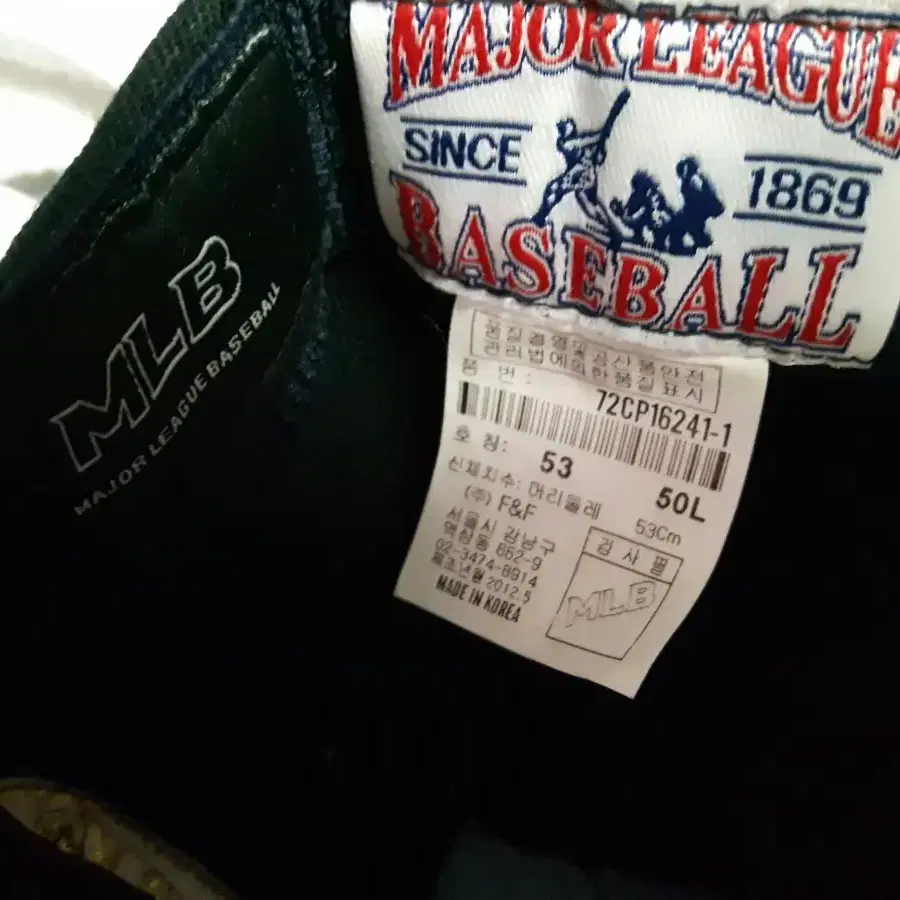 MAJOR LEAGUE
SINCE
1869
BASEBALL
MLB
MAJOR LEAGUE BASEBALL
품질경영및공산품안전
관리법에의한품질표시
품 번 :
72CP16241-1
호 칭:
53
50L
신체치수: 머리둘레
53Cm
(주) F&F
서울시 강남구
역삼동 862-9
02-3474-8914
제조년월 2012.5
MADE IN KOREA
검 사 필
MLB